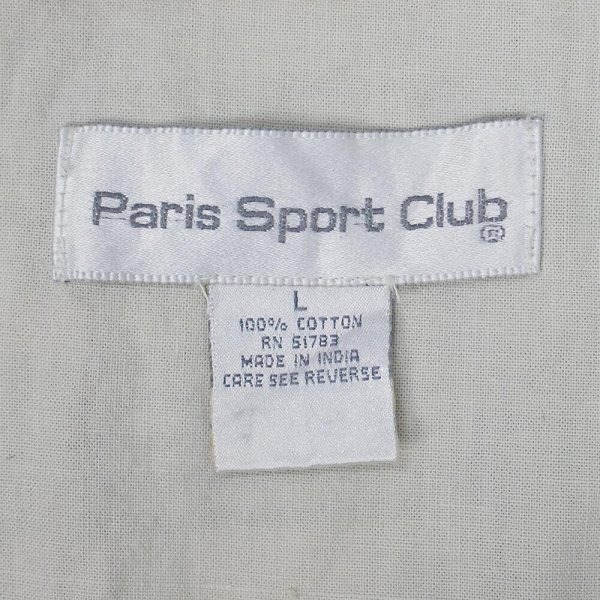 Paris Sport Club®
L
100% COTTON
RN 51783
MADE IN INDIA
CARE SEE REVERSE